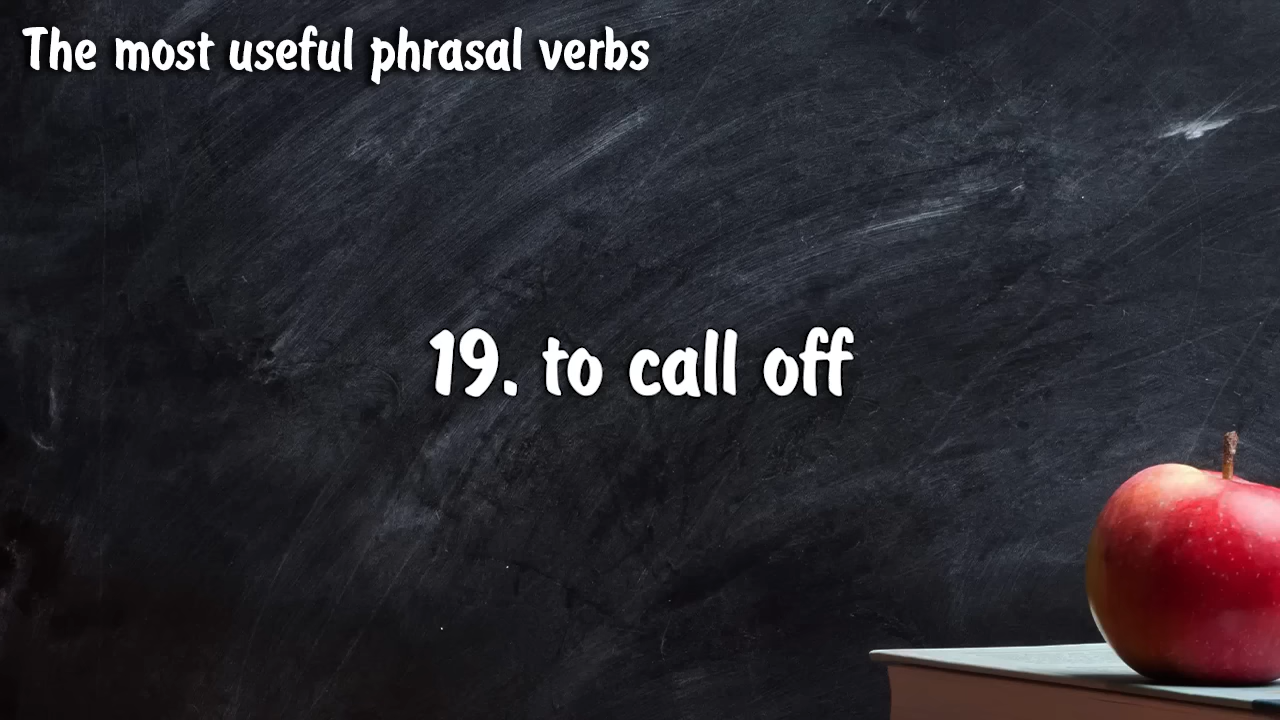 The most useful phrasal verbs
19. to call off